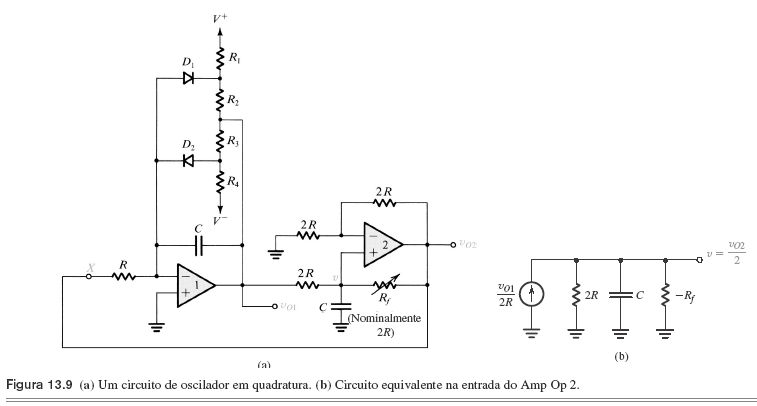 V+
D1
R1
R2
D2
R3
R4
V−
C
2R
2R
X
R
−
1
+
−
2
+
vO2
2R
v
Rf
vO1
C
(Nominalmente
2R)
(a)
vO1
2R
2R
C
−Rf
v = vO2
2
(b)
Figura 13.9 (a) Um circuito de oscilador em quadratura. (b) Circuito equivalente na entrada do Amp Op 2.